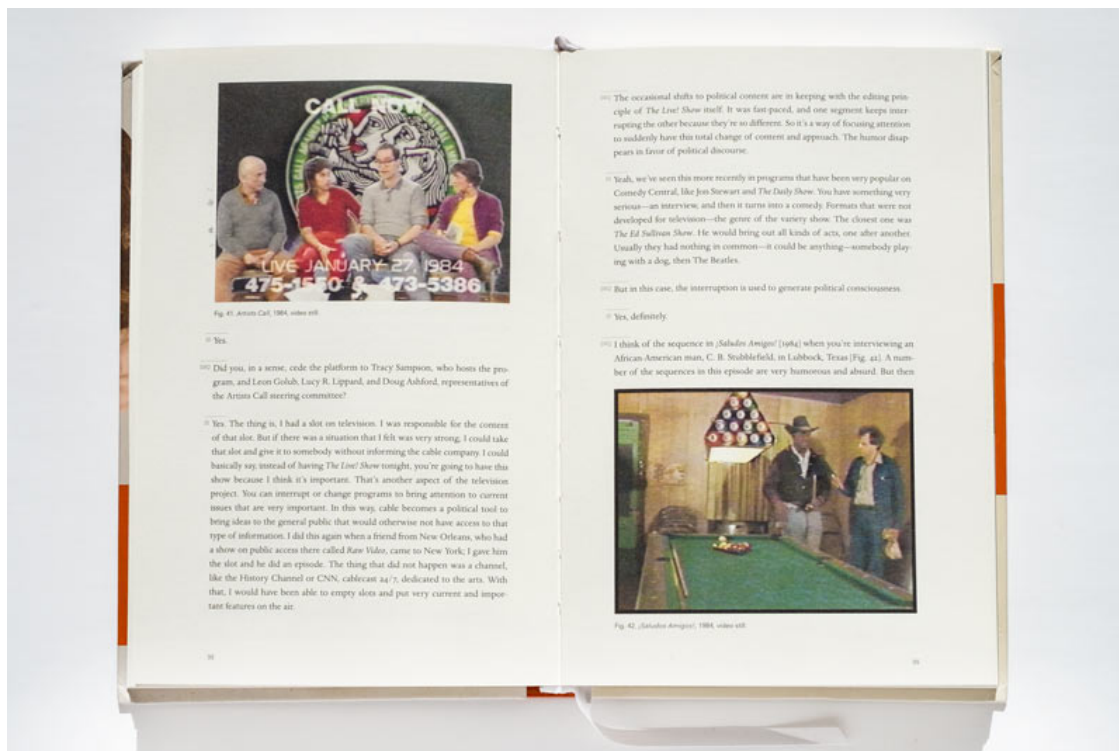 CALL NOW
LIVE JANUARY 27, 1984
475-1550 & 473-5386
Fig. 41. Artists Call, 1984, video still.
Yes.
Did you, in a sense, cede the platform to Tracy Sampson, who hosts the pro-
gram, and Leon Golub, Lucy R. Lippard, and Doug Ashford, representatives of
the Artists Call steering committee?
Yes. The thing is, I had a slot on television. I was responsible for the content
of that slot. But if there was a situation that I felt was very strong, I could take
that slot and give it to somebody without informing the cable company. I could
basically say, instead of having The Live! Show tonight, you're going to have this
show because I think it's important. That's another aspect of the television
project. You can interrupt or change programs to bring attention to current
issues that are very important. In this way, cable becomes a political tool to
bring ideas to the general public that would otherwise not have access to that
type of information. I did this again when a friend from New Orleans, who had
a show on public access there called Raw Video, came to New York; I gave him
the slot and he did an episode. The thing that did not happen was a channel,
like the History Channel or CNN, cablecast 24/7, dedicated to the arts. With
that, I would have been able to empty slots and put very current and impor-
tant features on the air.
The occasional shifts to political content are in keeping with the editing prin-
ciple of The Live! Show itself. It was fast-paced, and one segment keeps inter-
rupting the other because they're so different. So it's a way of focusing attention
to suddenly have this total change of content and approach. The humor disap-
pears in favor of political discourse.
Yeah, we've seen this more recently in programs that have been very popular on
Comedy Central, like Jon Stewart and The Daily Show. You have something very
serious—an interview, and then it turns into a comedy. Formats that were not
developed for television—the genre of the variety show. The closest one was
The Ed Sullivan Show. He would bring out all kinds of acts, one after another.
Usually they had nothing in common—it could be anything—somebody play-
ing with a dog, then The Beatles.
But in this case, the interruption is used to generate political consciousness.
Yes, definitely.
I think of the sequence in ¡Saludos Amigos! [1984] when you're interviewing an
African-American man, C. B. Stubblefield, in Lubbock, Texas [Fig. 42]. A num-
ber of the sequences in this episode are very humorous and absurd. But then
Fig. 42. ¡Saludos Amigos!, 1984, video still.